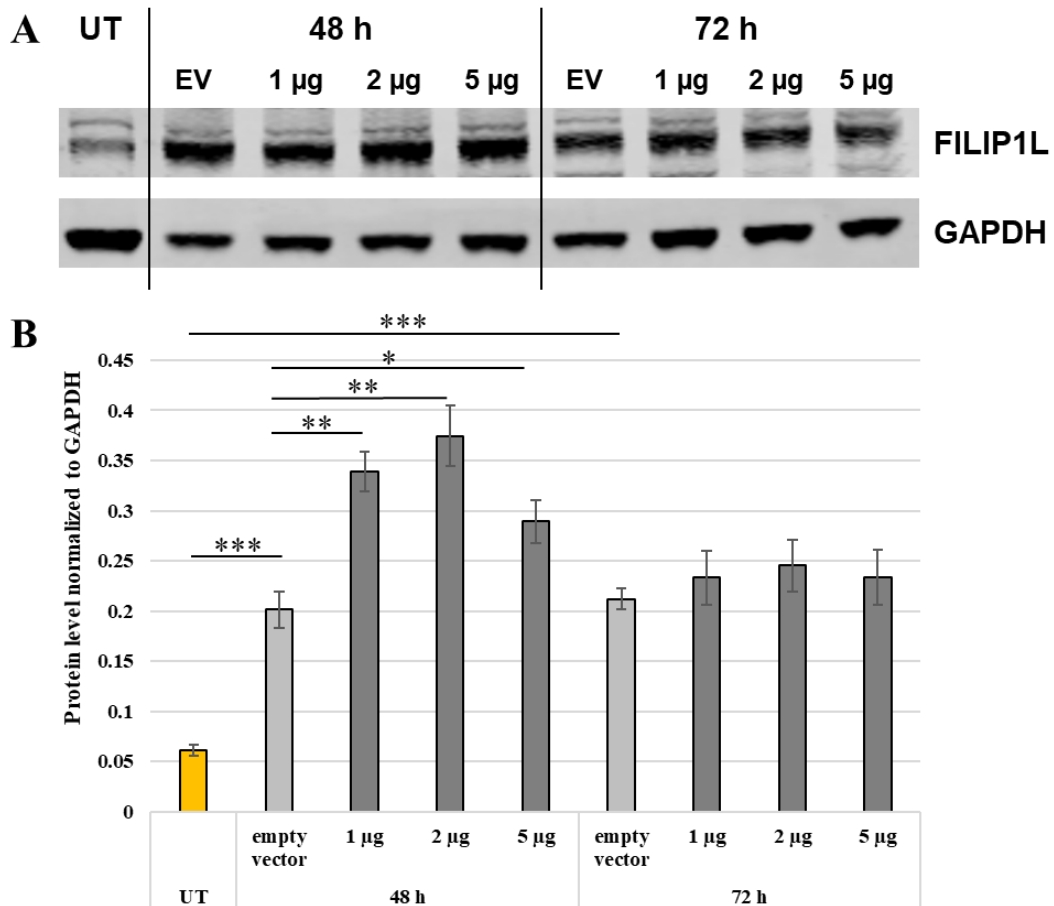 A
UT 48 h 72 h
EV 1 µg 2 µg 5 µg EV 1 µg 2 µg 5 µg
FILIP1L
GAPDH
B
***
*
**
**
***
Protein level normalized to GAPDH
0.45
0.4
0.35
0.3
0.25
0.2
0.15
0.1
0.05
0
empty vector 1 µg 2 µg 5 µg empty vector 1 µg 2 µg 5 µg
UT 48 h 72 h